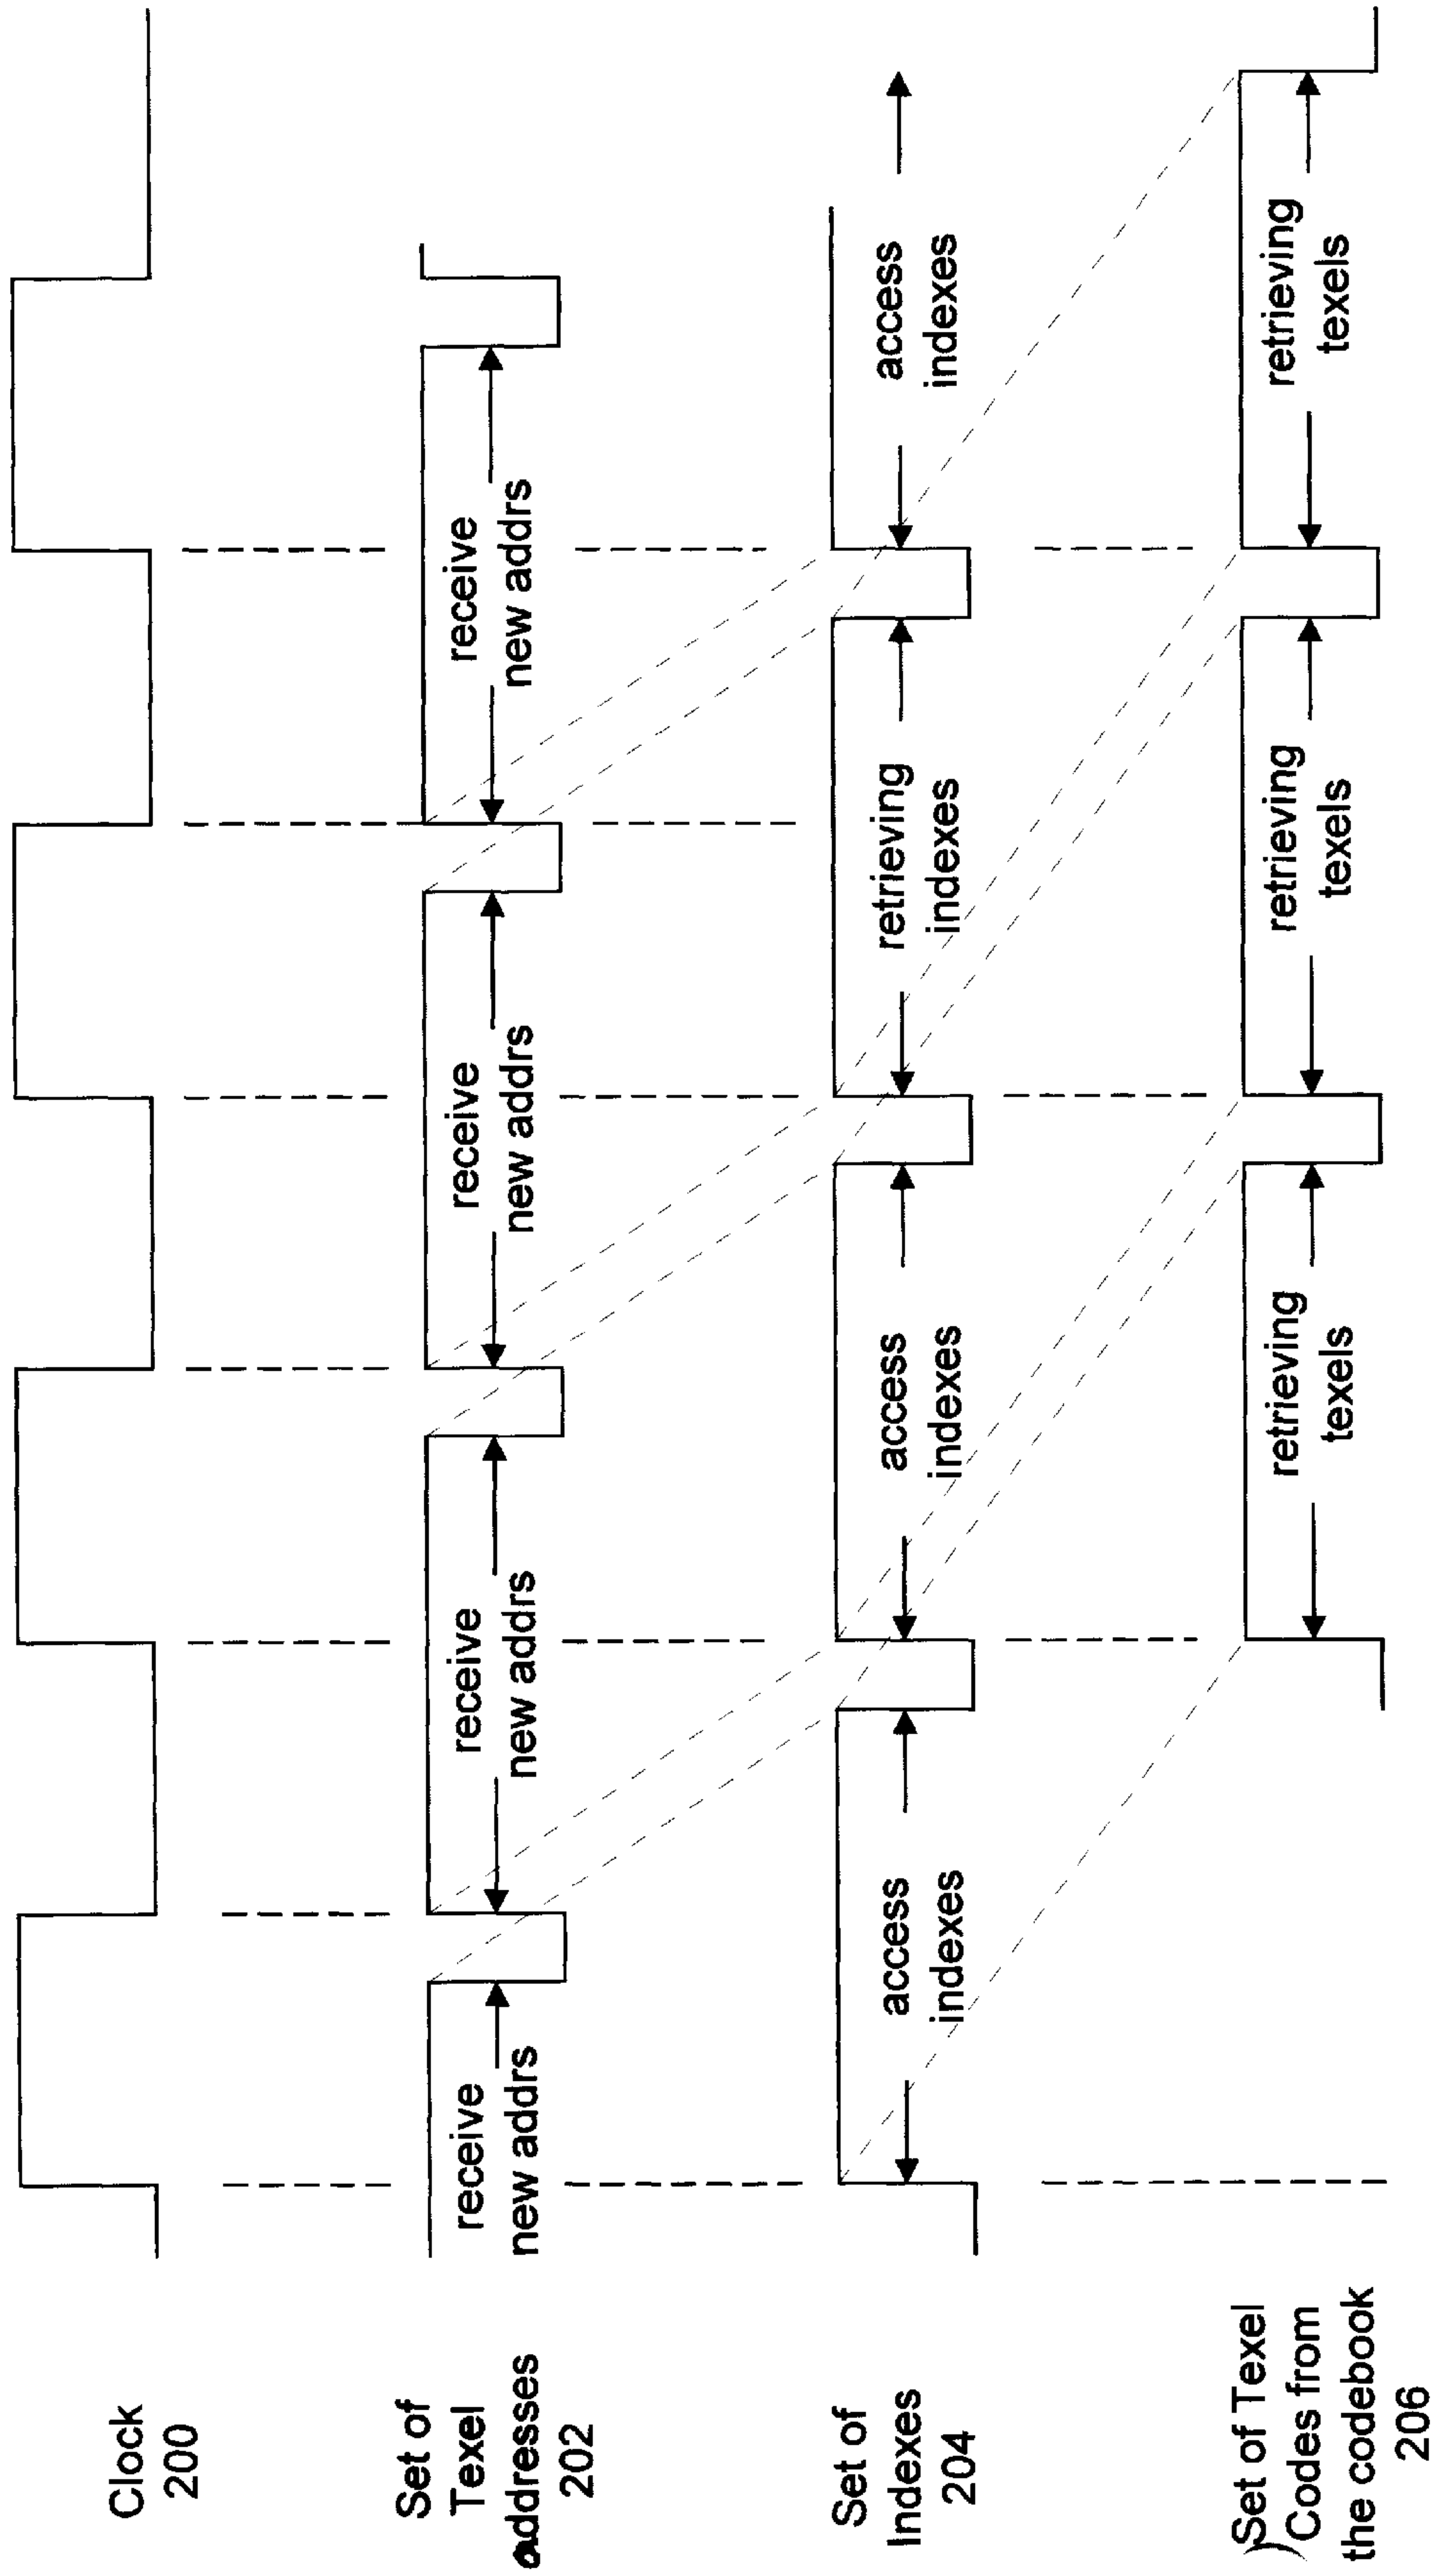 Clock
200
Set of
Texel
addresses
202
receive
new addrs
receive
new addrs
receive
new addrs
receive
new addrs
Set of
Indexes
204
access
indexes
access
indexes
retrieving
indexes
access
indexes
Set of Texel
Codes from
the codebook
206
retrieving
texels
retrieving
texels
retrieving
texels